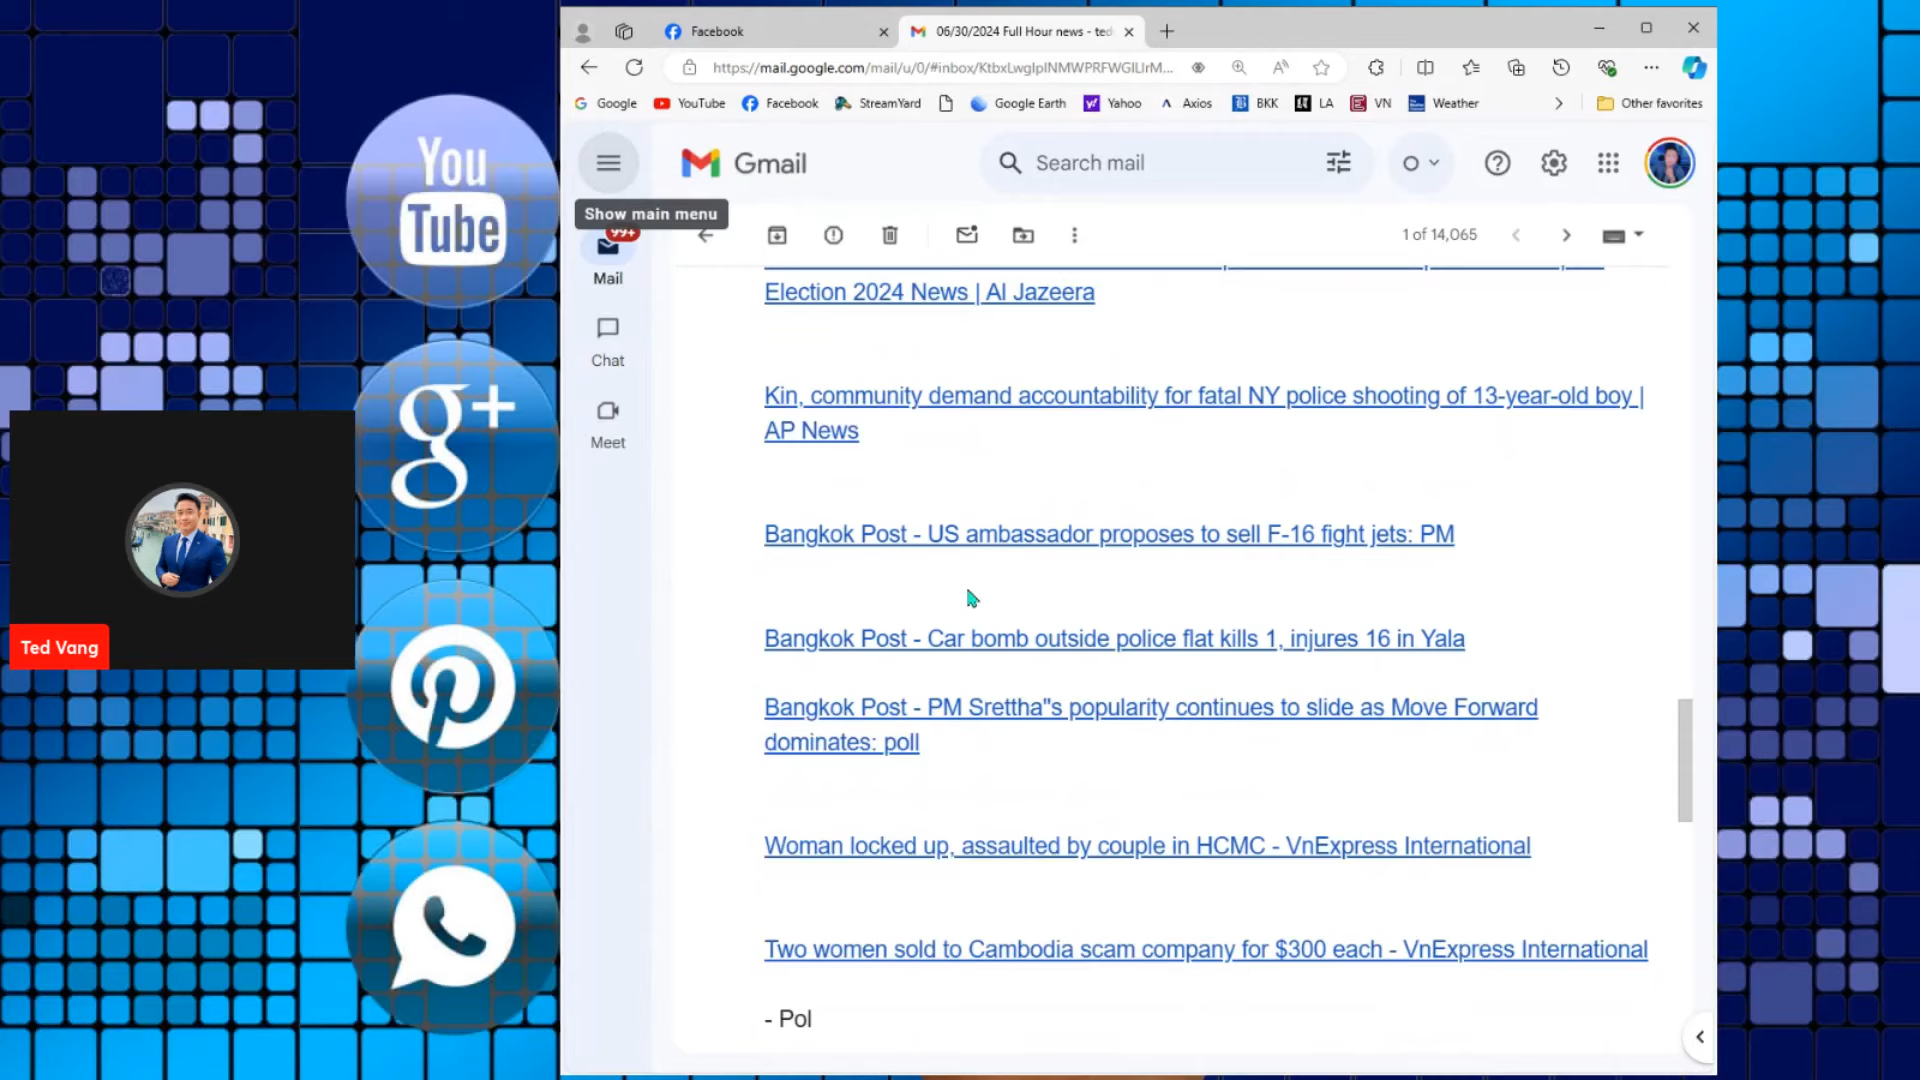 Facebook
06/30/2024 Full Hour news - ted
https://mail.google.com/mail/u/0/#inbox/KtbxLwglplNMWPRFWGlLlrM...
Google
YouTube
Facebook
StreamYard
Google Earth
Yahoo
Axios
BKK
LA
VN
Weather
Other favorites
Gmail
Search mail
Show main menu
99+
1 of 14,065
Mail
Chat
Meet
Election 2024 News | Al Jazeera
Kin, community demand accountability for fatal NY police shooting of 13-year-old boy |
AP News
Bangkok Post - US ambassador proposes to sell F-16 fight jets: PM
Bangkok Post - Car bomb outside police flat kills 1, injures 16 in Yala
Bangkok Post - PM Srettha"s popularity continues to slide as Move Forward
dominates: poll
Woman locked up, assaulted by couple in HCMC - VnExpress International
Two women sold to Cambodia scam company for $300 each - VnExpress International
- Pol
You
Tube
g+
Ted Vang